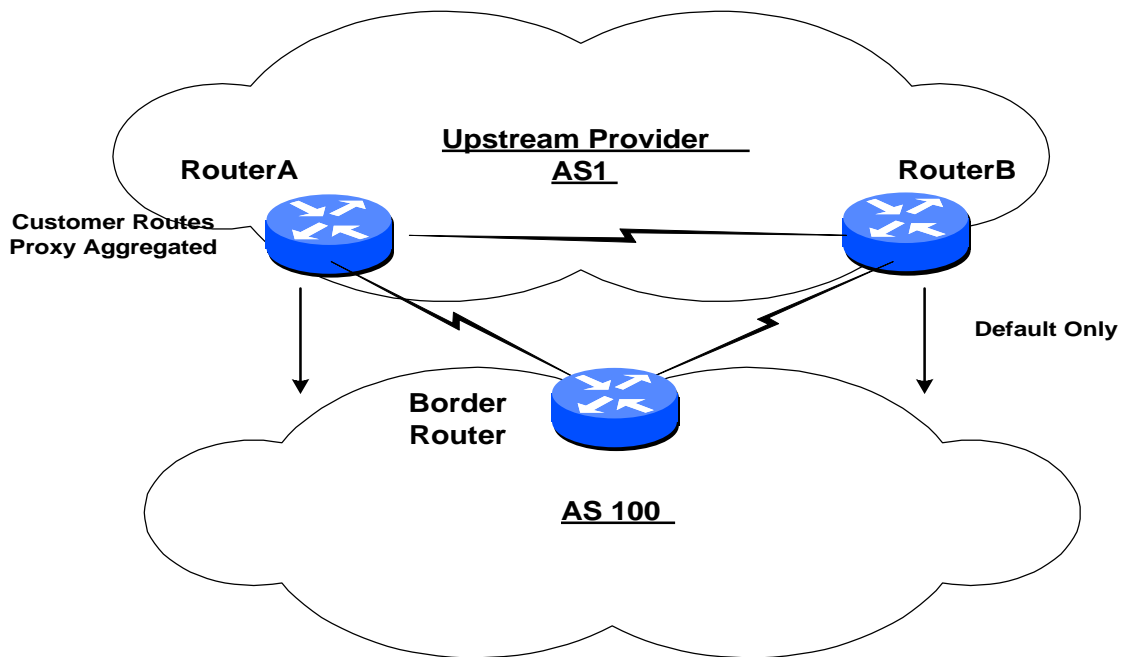 Upstream Provider
AS1
RouterA
RouterB
Customer Routes
Proxy Aggregated
Default Only
Border
Router
AS 100